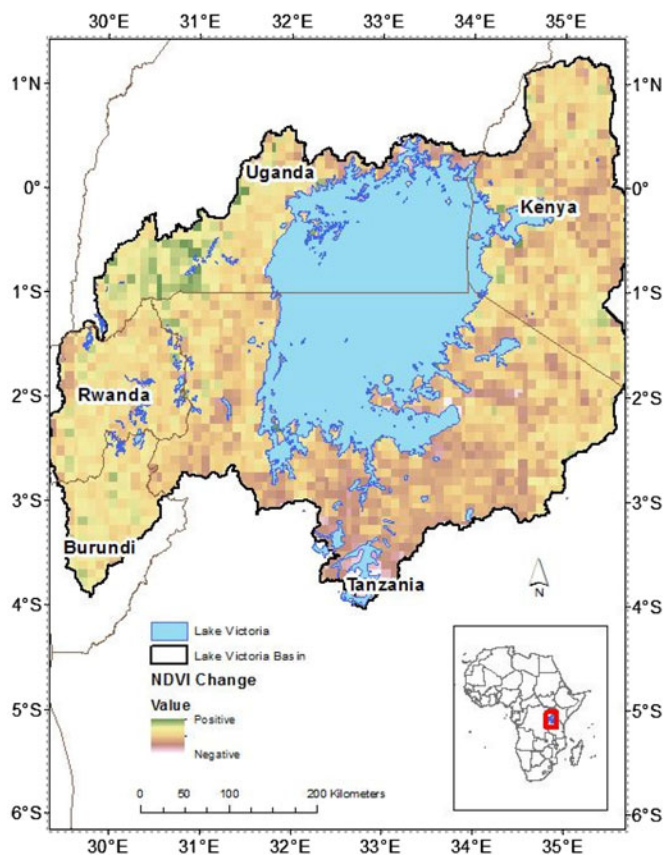 30°E 31°E 32°E 33°E 34°E 35°E
1°N 1°N
Uganda
0° 0°
Kenya
1°S 1°S
Rwanda
2°S 2°S
3°S 3°S
Burundi
Tanzania
4°S 4°S
N
Lake Victoria
Lake Victoria Basin
NDVI Change
Value
Positive
Negative
5°S 5°S
0 50 100 200 Kilometers
6°S 6°S
30°E 31°E 32°E 33°E 34°E 35°E